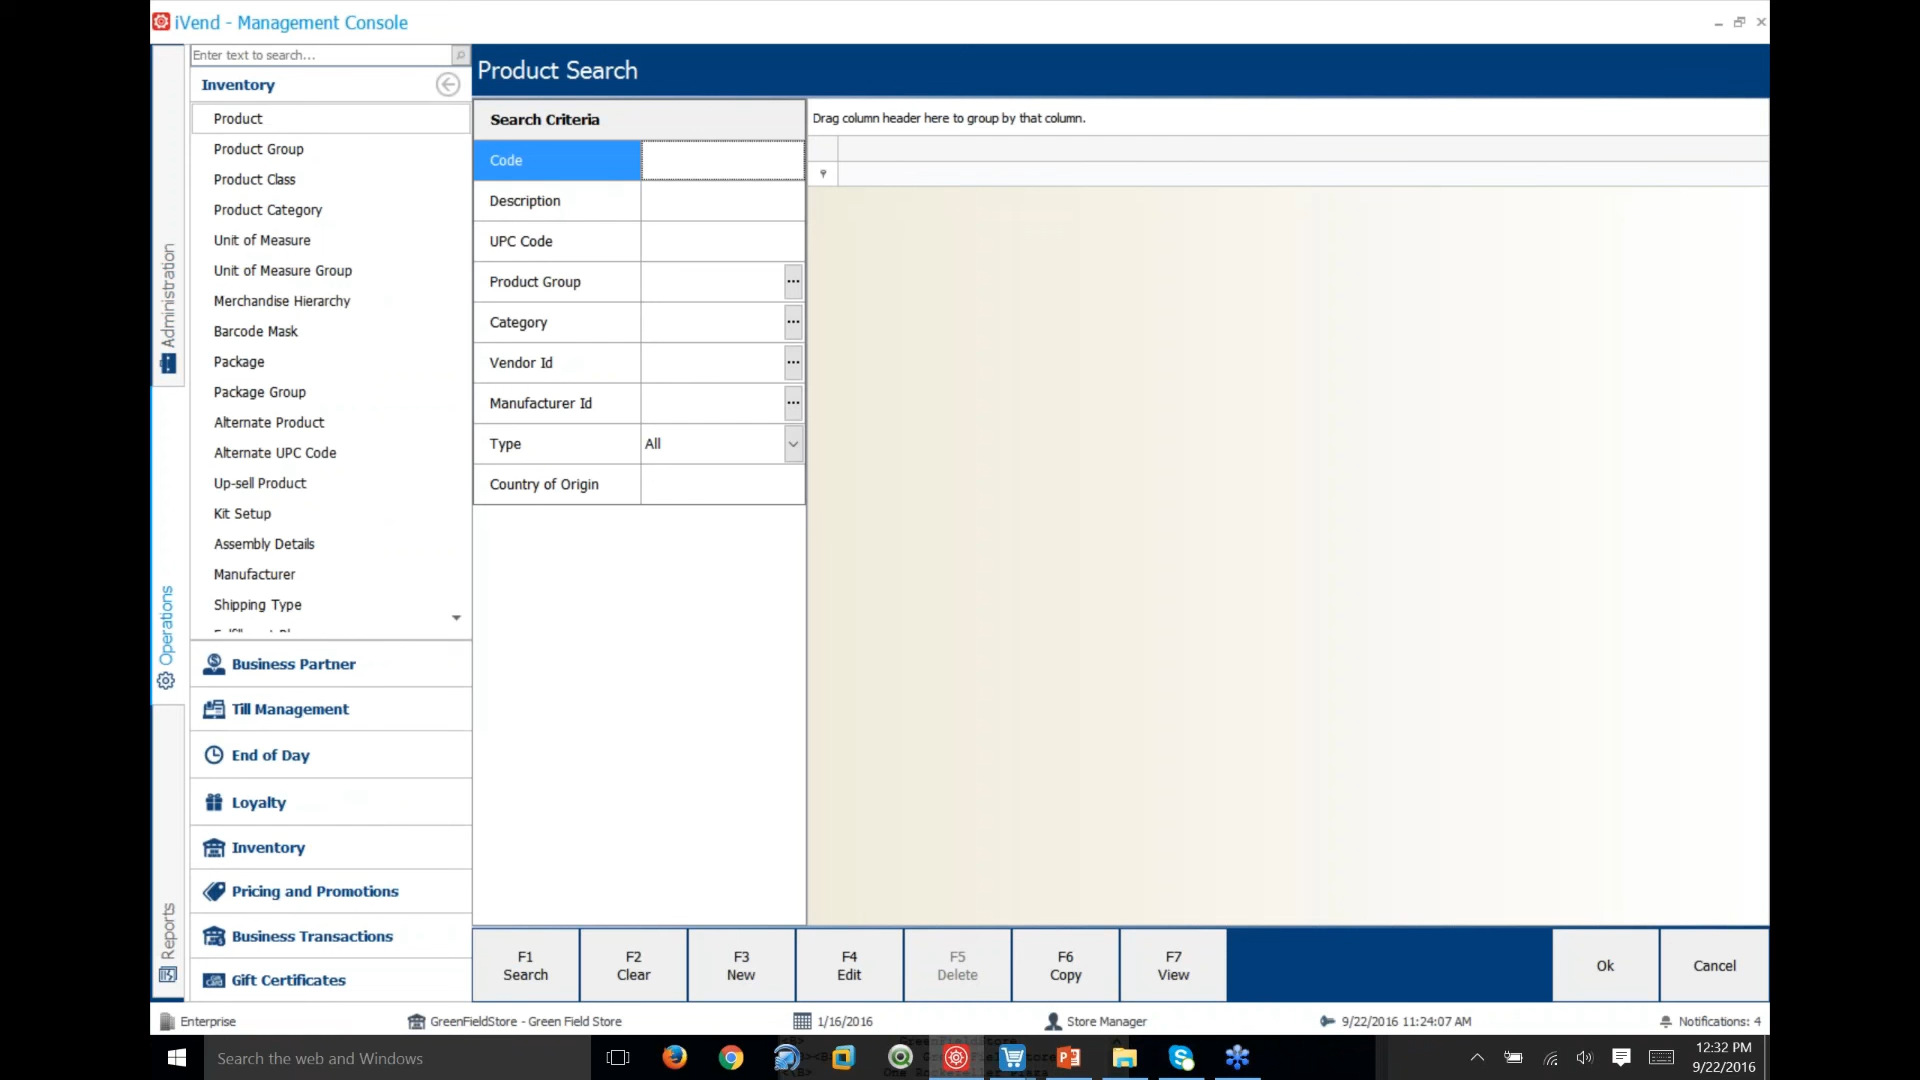 iVend - Management Console
Enter text to search...
Inventory
Product
Product Group
Product Class
Product Category
Unit of Measure
Unit of Measure Group
Merchandise Hierarchy
Barcode Mask
Package
Package Group
Alternate Product
Alternate UPC Code
Up-sell Product
Kit Setup
Assembly Details
Manufacturer
Shipping Type
Administration
Operations
Reports
Business Partner
Till Management
End of Day
Loyalty
Inventory
Pricing and Promotions
Business Transactions
Gift Certificates
Product Search
Search Criteria
Code
Description
UPC Code
Product Group ...
Category ...
Vendor Id ...
Manufacturer Id ...
Type All
Country of Origin
Drag column header here to group by that column.
F1 Search
F2 Clear
F3 New
F4 Edit
F5 Delete
F6 Copy
F7 View
Ok
Cancel
Enterprise
GreenFieldStore - Green Field Store
1/16/2016
Store Manager
9/22/2016 11:24:07 AM
Notifications: 4
Search the web and Windows
12:32 PM
9/22/2016